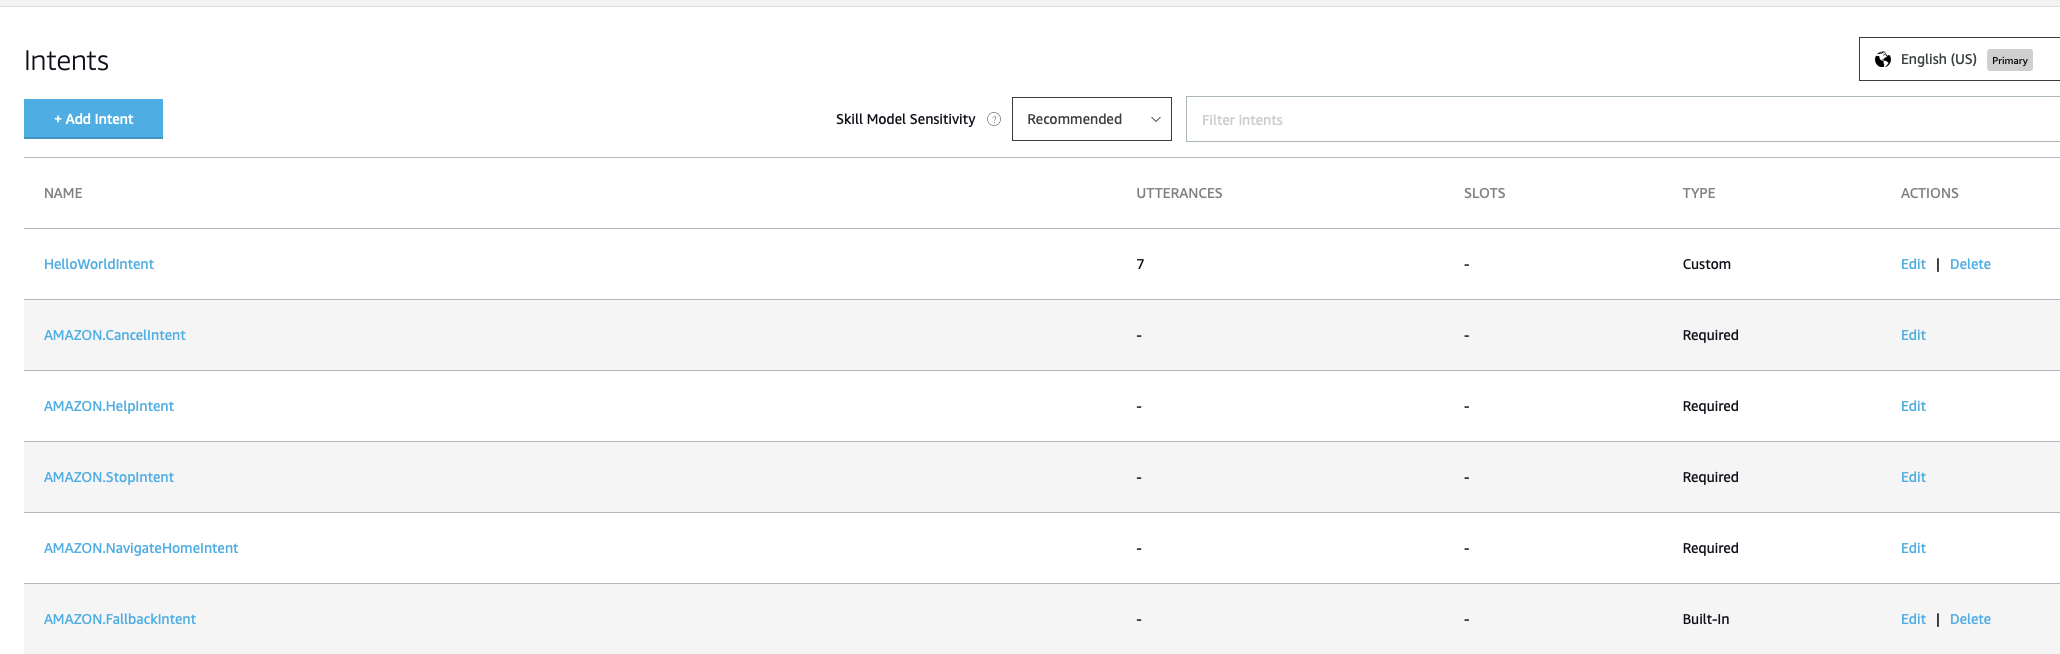 Intents
English (US) Primary
+ Add Intent
Skill Model Sensitivity ? Recommended Filter intents
NAME UTTERANCES SLOTS TYPE ACTIONS
HelloWorldIntent 7 - Custom Edit | Delete
AMAZON.CancelIntent - - Required Edit
AMAZON.HelpIntent - - Required Edit
AMAZON.StopIntent - - Required Edit
AMAZON.NavigateHomeIntent - - Required Edit
AMAZON.FallbackIntent - - Built-In Edit | Delete